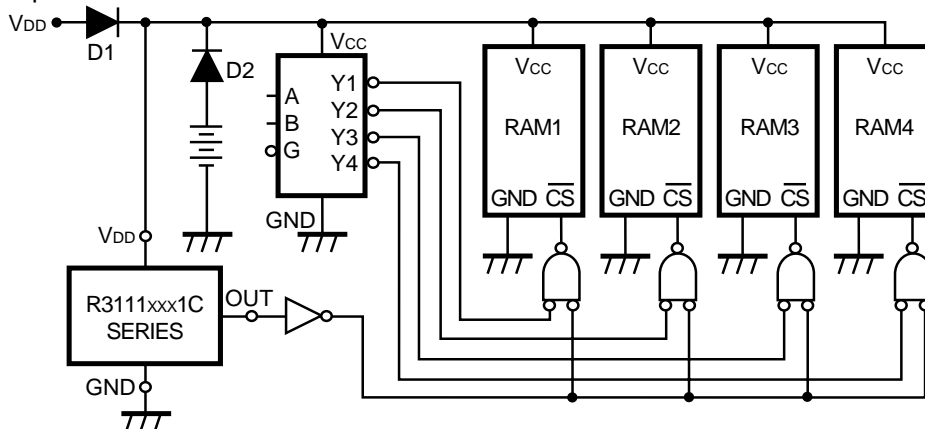 VDD
D1
D2
VCC
A
B
G
Y1
Y2
Y3
Y4
GND
VCC
RAM1
GND CS
VCC
RAM2
GND CS
VCC
RAM3
GND CS
VCC
RAM4
GND CS
VDD
R3111xxx1C
SERIES
OUT
GND